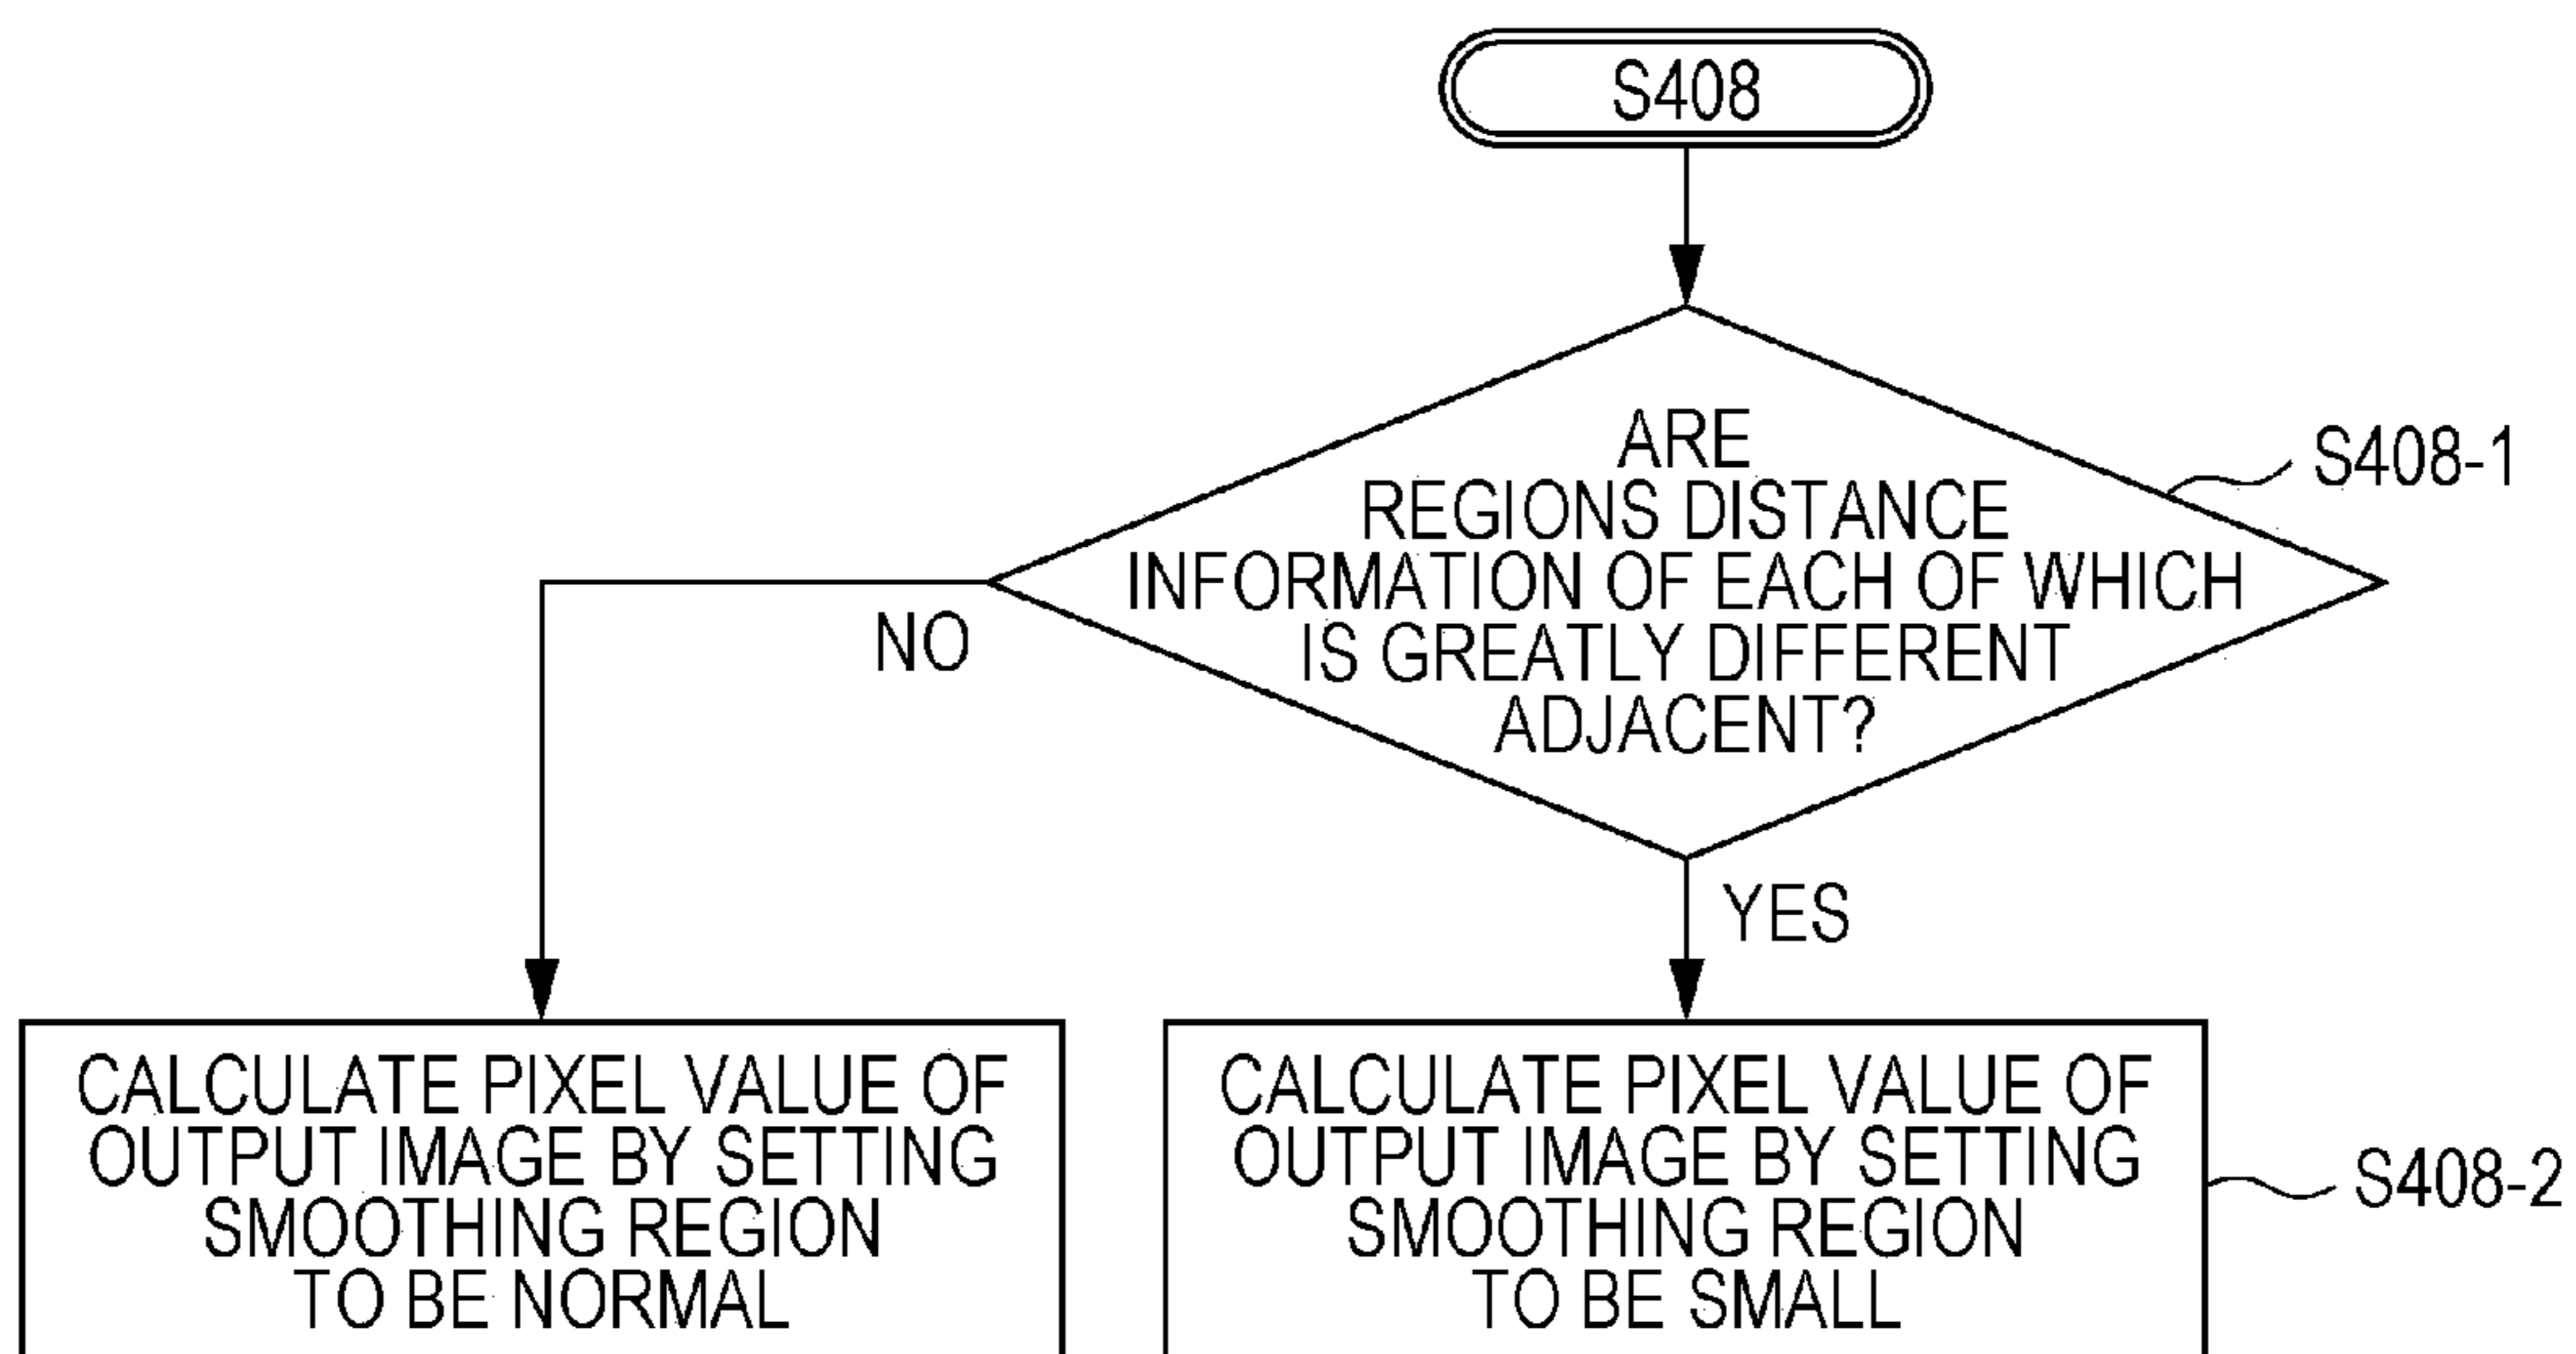 S408
ARE
REGIONS DISTANCE
INFORMATION OF EACH OF WHICH
IS GREATLY DIFFERENT
ADJACENT?
S408-1
NO
YES
CALCULATE PIXEL VALUE OF
OUTPUT IMAGE BY SETTING
SMOOTHING REGION
TO BE NORMAL
CALCULATE PIXEL VALUE OF
OUTPUT IMAGE BY SETTING
SMOOTHING REGION
TO BE SMALL
S408-2